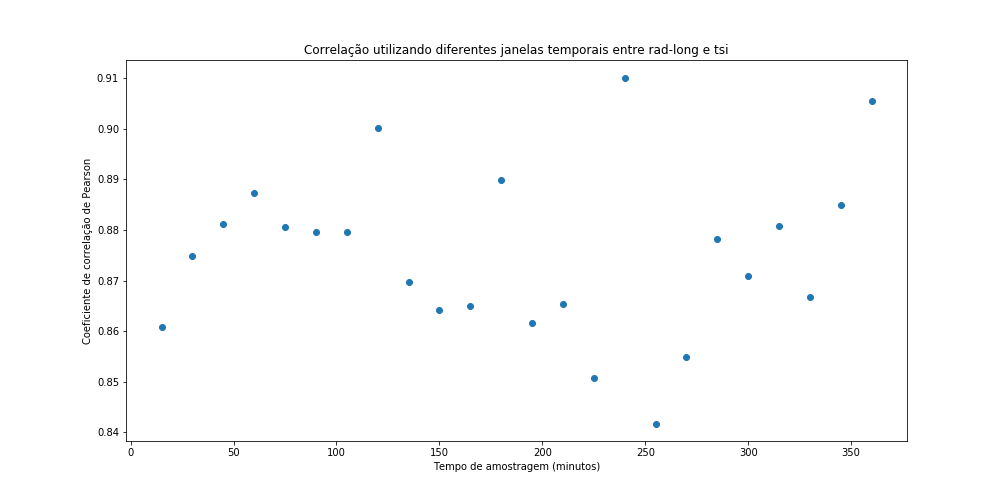 Correlação utilizando diferentes janelas temporais entre rad-long e tsi
0.91
0.90
0.89
0.88
0.87
0.86
0.85
0.84
Coeficiente de correlação de Pearson
0 50 100 150 200 250 300 350
Tempo de amostragem (minutos)